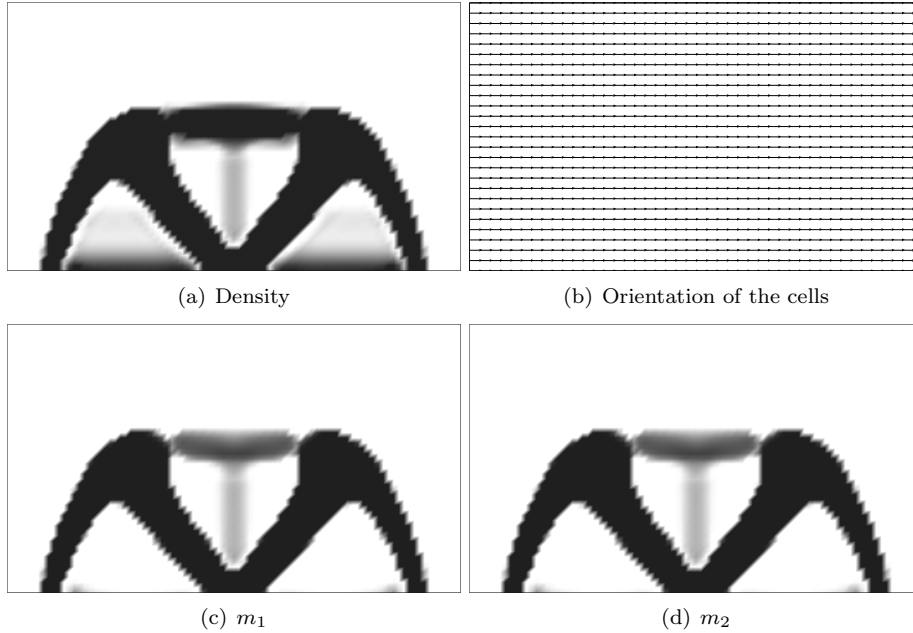 (a) Density
(b) Orientation of the cells
(c) m₁
(d) m₂